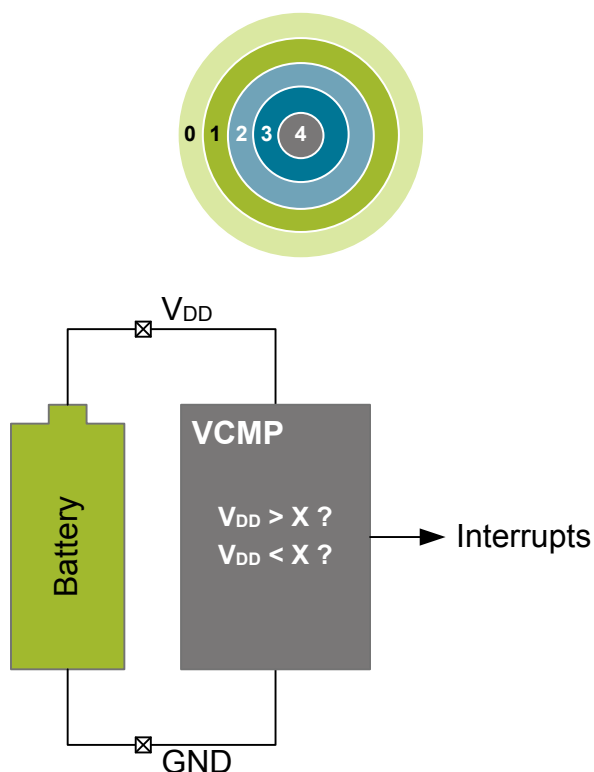 0 1 2 3 4
VDD
VCMP
VDD > X ?
VDD < X ?
Interrupts
Battery
GND